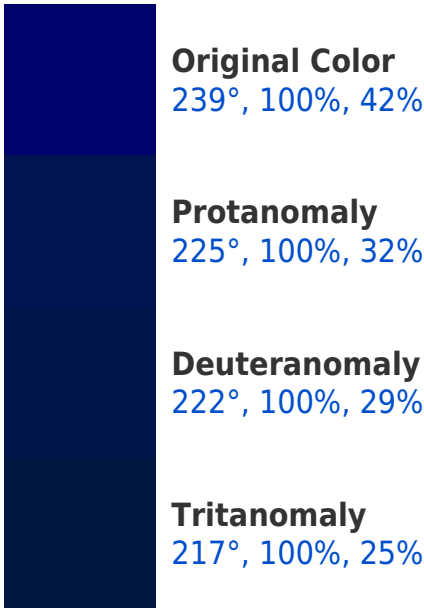 Original Color
239°, 100%, 42%
Protanomaly
225°, 100%, 32%
Deuteranomaly
222°, 100%, 29%
Tritanomaly
217°, 100%, 25%